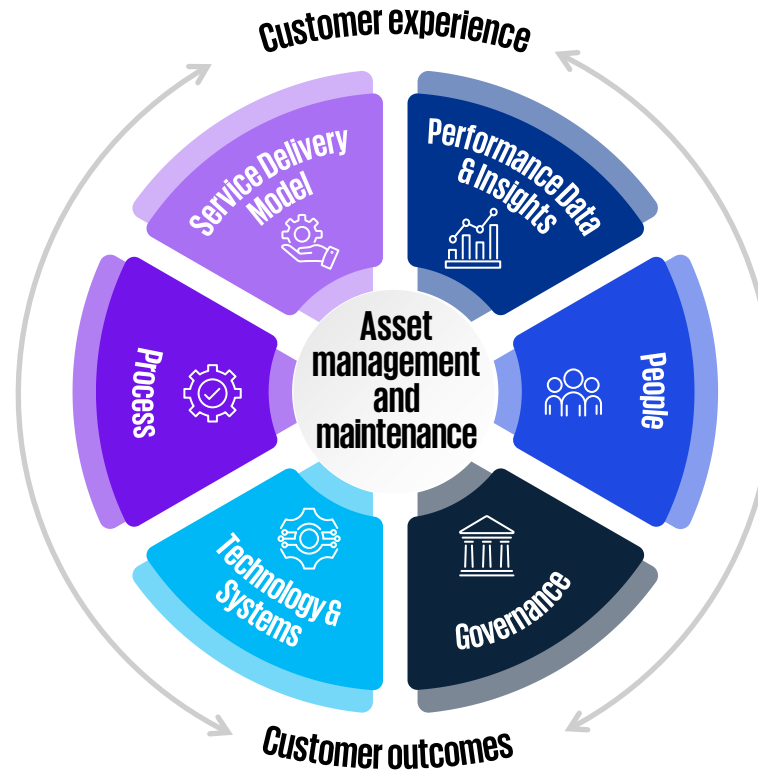 Customer experience
Service Delivery
Model
Performance Data
& Insights
Process
Asset
management
and
maintenance
People
Technology &
Systems
Governance
Customer outcomes